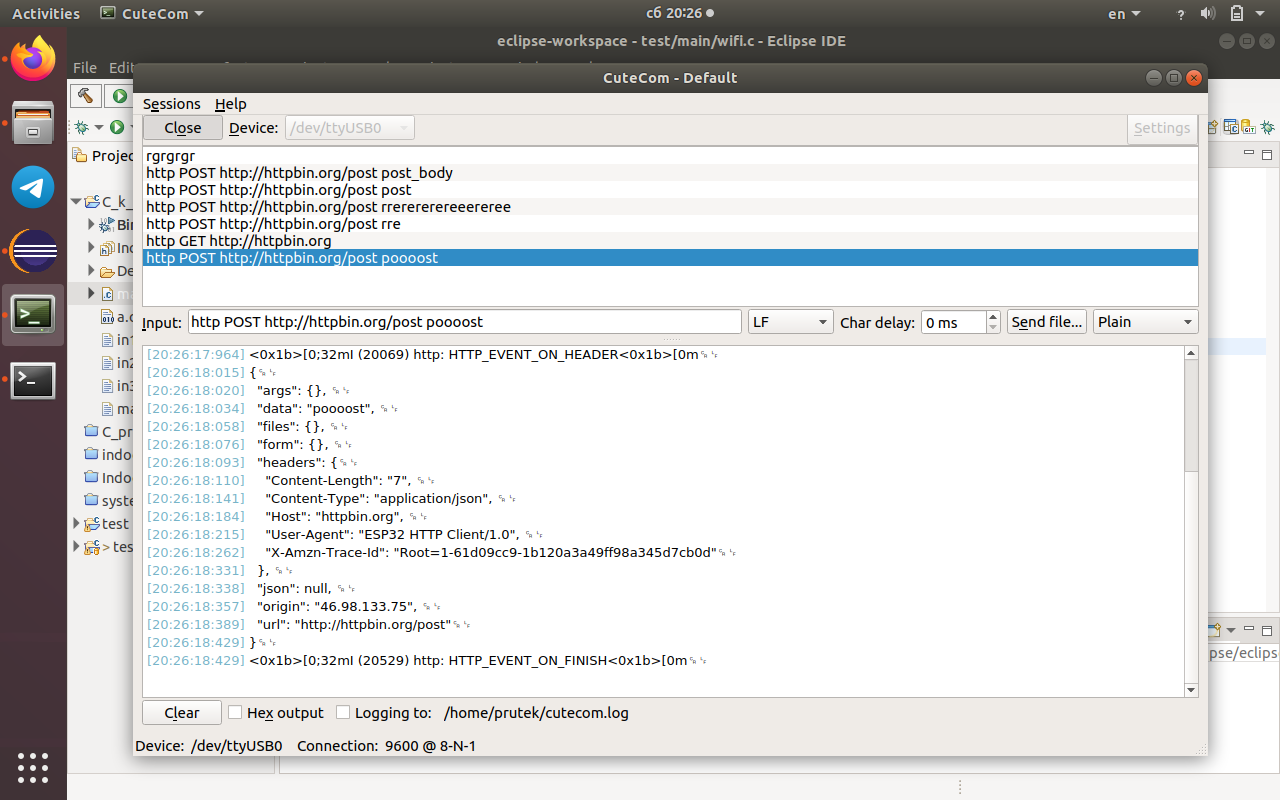 Activities CuteCom сб 20:26 en ?
eclipse-workspace - test/main/wifi.c - Eclipse IDE
File Edit
CuteCom - Default
Sessions Help
Close Device: /dev/ttyUSB0 Settings
rgrgrgr
http POST http://httpbin.org/post post_body
http POST http://httpbin.org/post post
http POST http://httpbin.org/post rrerererereeereree
http POST http://httpbin.org/post rre
http GET http://httpbin.org
http POST http://httpbin.org/post poooost
Input: http POST http://httpbin.org/post poooost LF Char delay: 0 ms Send file... Plain
[20:26:17:964] <0x1b>[0;32mI (20069) http: HTTP_EVENT_ON_HEADER<0x1b>[0m␍␊
[20:26:18:015] {␍␊
[20:26:18:020]   "args": {}, ␍␊
[20:26:18:034]   "data": "poooost", ␍␊
[20:26:18:058]   "files": {}, ␍␊
[20:26:18:076]   "form": {}, ␍␊
[20:26:18:093]   "headers": {␍␊
[20:26:18:110]     "Content-Length": "7", ␍␊
[20:26:18:141]     "Content-Type": "application/json", ␍␊
[20:26:18:184]     "Host": "httpbin.org", ␍␊
[20:26:18:215]     "User-Agent": "ESP32 HTTP Client/1.0", ␍␊
[20:26:18:262]     "X-Amzn-Trace-Id": "Root=1-61d09cc9-1b120a3a49ff98a345d7cb0d"␍␊
[20:26:18:331]   }, ␍␊
[20:26:18:338]   "json": null, ␍␊
[20:26:18:357]   "origin": "46.98.133.75", ␍␊
[20:26:18:389]   "url": "http://httpbin.org/post"␍␊
[20:26:18:429] }␍␊
[20:26:18:429] <0x1b>[0;32mI (20529) http: HTTP_EVENT_ON_FINISH<0x1b>[0m␍␊
Clear Hex output Logging to: /home/prutek/cutecom.log
Device: /dev/ttyUSB0 Connection: 9600 @ 8-N-1
Projec
C_k_
Bin
Inc
De
ma
a.c
in1
in2
in3
ma
C_pr
indo
Indo
syste
test
> tes
pse/eclips